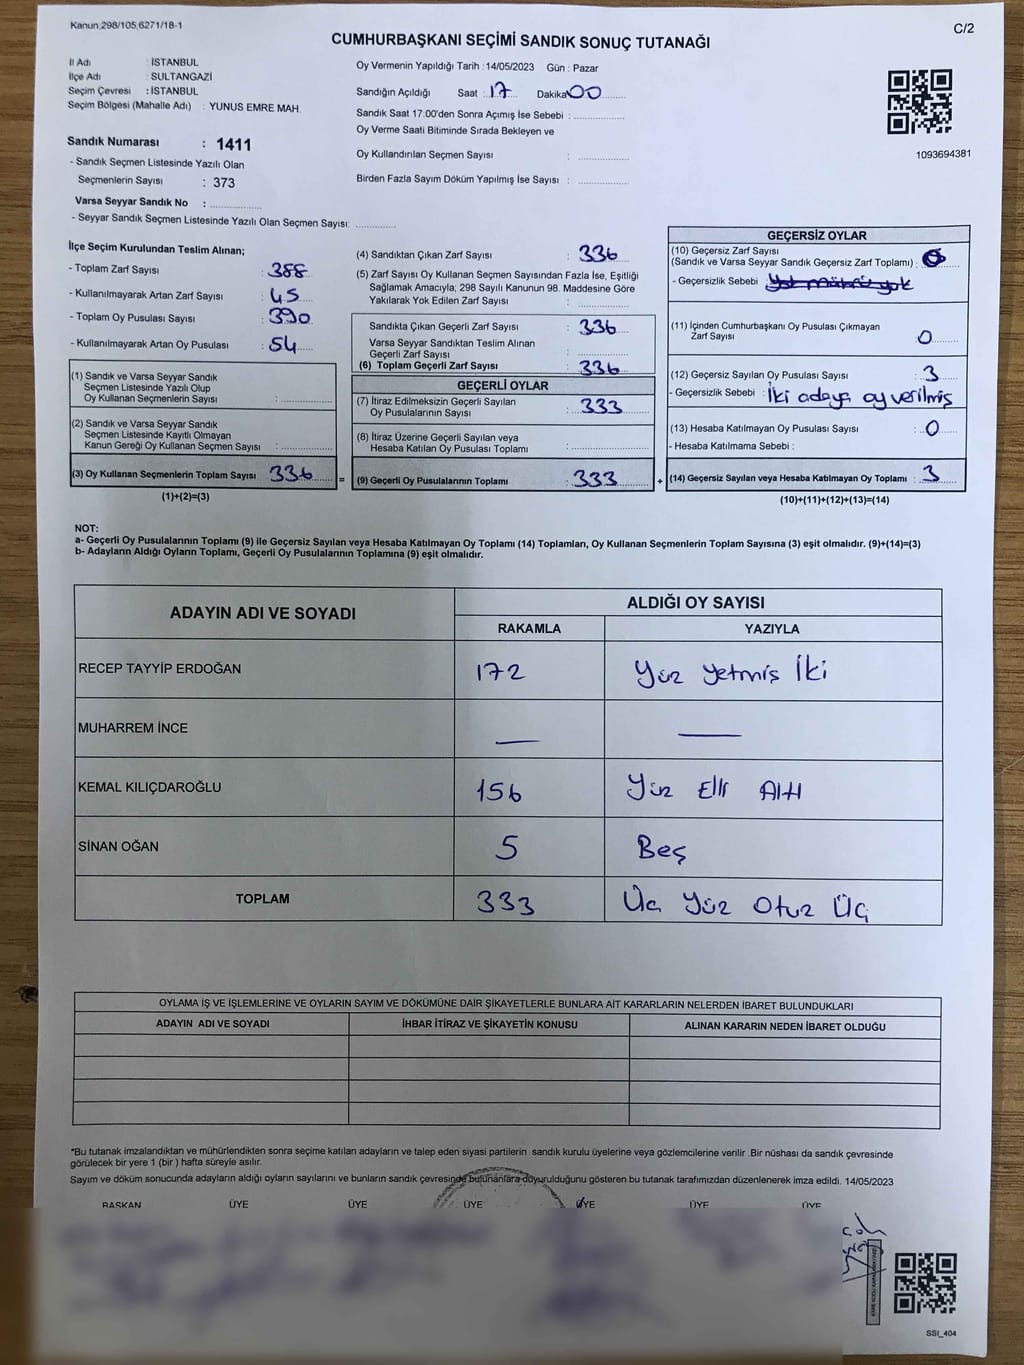 Kanun,298/105,6271/18-1
C/2
CUMHURBAŞKANI SEÇİMİ SANDIK SONUÇ TUTANAĞI
İl Adı : İSTANBUL
İlçe Adı : SULTANGAZİ
Seçim Çevresi : İSTANBUL
Seçim Bölgesi (Mahalle Adı) : YUNUS EMRE MAH.
Sandık Numarası : 1411
- Sandık Seçmen Listesinde Yazılı Olan
Seçmenlerin Sayısı : 373
Varsa Seyyar Sandık No :
- Seyyar Sandık Seçmen Listesinde Yazılı Olan Seçmen Sayısı:
Oy Vermenin Yapıldığı Tarih :14/05/2023 Gün : Pazar
Sandığın Açıldığı Saat : 17 Dakika 00
Sandık Saat 17:00'den Sonra Açımış İse Sebebi :
Oy Verme Saati Bitiminde Sırada Bekleyen ve
Oy Kullandırılan Seçmen Sayısı :
Birden Fazla Sayım Döküm Yapılmış İse Sayısı :
1093694381
İlçe Seçim Kurulundan Teslim Alınan;
- Toplam Zarf Sayısı : 388
- Kullanılmayarak Artan Zarf Sayısı : 45
- Toplam Oy Pusulası Sayısı : 390
- Kullanılmayarak Artan Oy Pusulası : 54
(1) Sandık ve Varsa Seyyar Sandık
Seçmen Listesinde Yazılı Olup
Oy Kullanan Seçmenlerin Sayısı :
(2) Sandık ve Varsa Seyyar Sandık
Seçmen Listesinde Kayıtlı Olmayan
Kanun Gereği Oy Kullanan Seçmen Sayısı :
(3) Oy Kullanan Seçmenlerin Toplam Sayısı : 336 =
(1)+(2)=(3)
(4) Sandıktan Çıkan Zarf Sayısı : 336
(5) Zarf Sayısı Oy Kullanan Seçmen Sayısından Fazla İse, Eşitliği
Sağlamak Amacıyla; 298 Sayılı Kanunun 98. Maddesine Göre
Yakılarak Yok Edilen Zarf Sayısı :
Sandıkta Çıkan Geçerli Zarf Sayısı : 336
Varsa Seyyar Sandıktan Teslim Alınan
Geçerli Zarf Sayısı :
(6) Toplam Geçerli Zarf Sayısı : 336
GEÇERLİ OYLAR
(7) İtiraz Edilmeksizin Geçerli Sayılan
Oy Pusulalarının Sayısı : 333
(8) İtiraz Üzerine Geçerli Sayılan veya
Hesaba Katılan Oy Pusulası Toplamı :
(9) Geçerli Oy Pusulalarının Toplamı : 333 +
GEÇERSİZ OYLAR
(10) Geçersiz Zarf Sayısı
(Sandık ve Varsa Seyyar Sandık Geçersiz Zarf Toplamı) : 0
- Geçersizlik Sebebi :
(11) İçinden Cumhurbaşkanı Oy Pusulası Çıkmayan
Zarf Sayısı : 0
(12) Geçersiz Sayılan Oy Pusulası Sayısı : 3
- Geçersizlik Sebebi : İki adaya oy verilmiş
(13) Hesaba Katılmayan Oy Pusulası Sayısı : 0
- Hesaba Katılmama Sebebi :
(14) Geçersiz Sayılan veya Hesaba Katılmayan Oy Toplamı : 3
(10)+(11)+(12)+(13)=(14)
NOT:
a- Geçerli Oy Pusulalarının Toplamı (9) ile Geçersiz Sayılan veya Hesaba Katılmayan Oy Toplamı (14) Toplamları, Oy Kullanan Seçmenlerin Toplam Sayısına (3) eşit olmalıdır. (9)+(14)=(3)
b- Adayların Aldığı Oyların Toplamı, Geçerli Oy Pusulalarının Toplamına (9) eşit olmalıdır.
ADAYIN ADI VE SOYADI
ALDIĞI OY SAYISI
RAKAMLA YAZIYLA
RECEP TAYYİP ERDOĞAN 172 Yüz Yetmiş İki
MUHARREM İNCE — —
KEMAL KILIÇDAROĞLU 156 Yüz Elli Altı
SİNAN OĞAN 5 Beş
TOPLAM 333 Üç Yüz Otuz Üç
OYLAMA İŞ VE İŞLEMLERİNE VE OYLARIN SAYIM VE DÖKÜMÜNE DAİR ŞİKAYETLERLE BUNLARA AİT KARARLARIN NELERDEN İBARET BULUNDUKLARI
ADAYIN ADI VE SOYADI İHBAR İTİRAZ VE ŞİKAYETİN KONUSU ALINAN KARARIN NEDEN İBARET OLDUĞU
*Bu tutanak imzalandıktan ve mühürlendikten sonra seçime katılan adayların ve talep eden siyasi partilerin sandık kurulu üyelerine veya gözlemcilerine verilir .Bir nüshası da sandık çevresinde
görülecek bir yere 1 (bir ) hafta süreyle asılır.
Sayım ve döküm sonucunda adayların aldığı oyların sayılarını ve bunların sandık çevresinde bulunanlara duyurulduğunu gösteren bu tutanak tarafımızdan düzenlenerek imza edildi. 14/05/2023
BAŞKAN ÜYE ÜYE ÜYE ÜYE ÜYE ÜYE
SSI_404